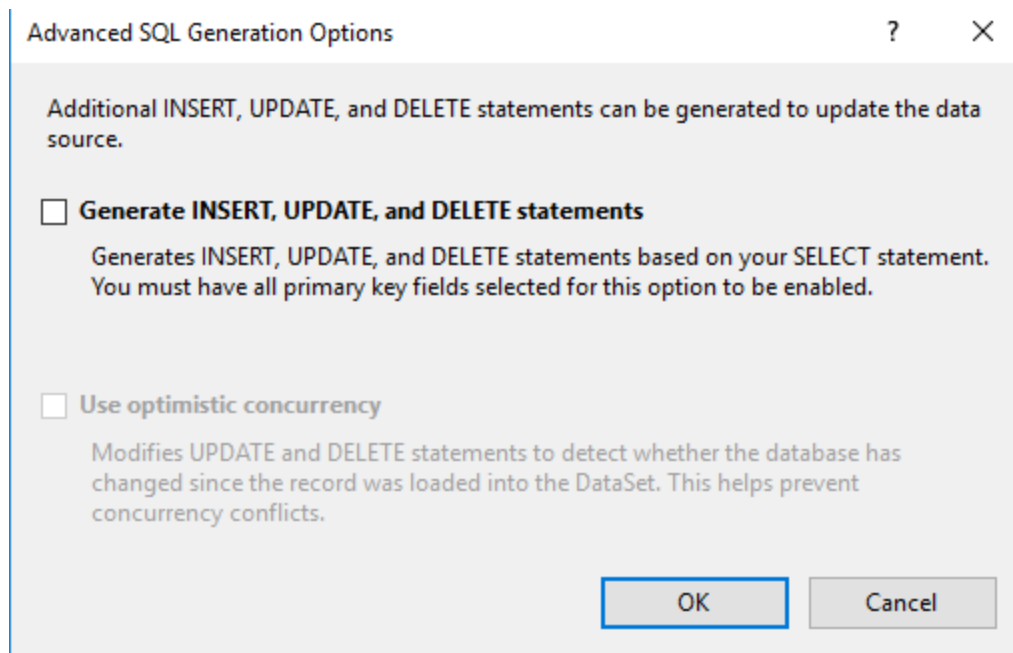 Advanced SQL Generation Options ?
Additional INSERT, UPDATE, and DELETE statements can be generated to update the data
source.
Generate INSERT, UPDATE, and DELETE statements
Generates INSERT, UPDATE, and DELETE statements based on your SELECT statement.
You must have all primary key fields selected for this option to be enabled.
Use optimistic concurrency
Modifies UPDATE and DELETE statements to detect whether the database has
changed since the record was loaded into the DataSet. This helps prevent
concurrency conflicts.
OK Cancel